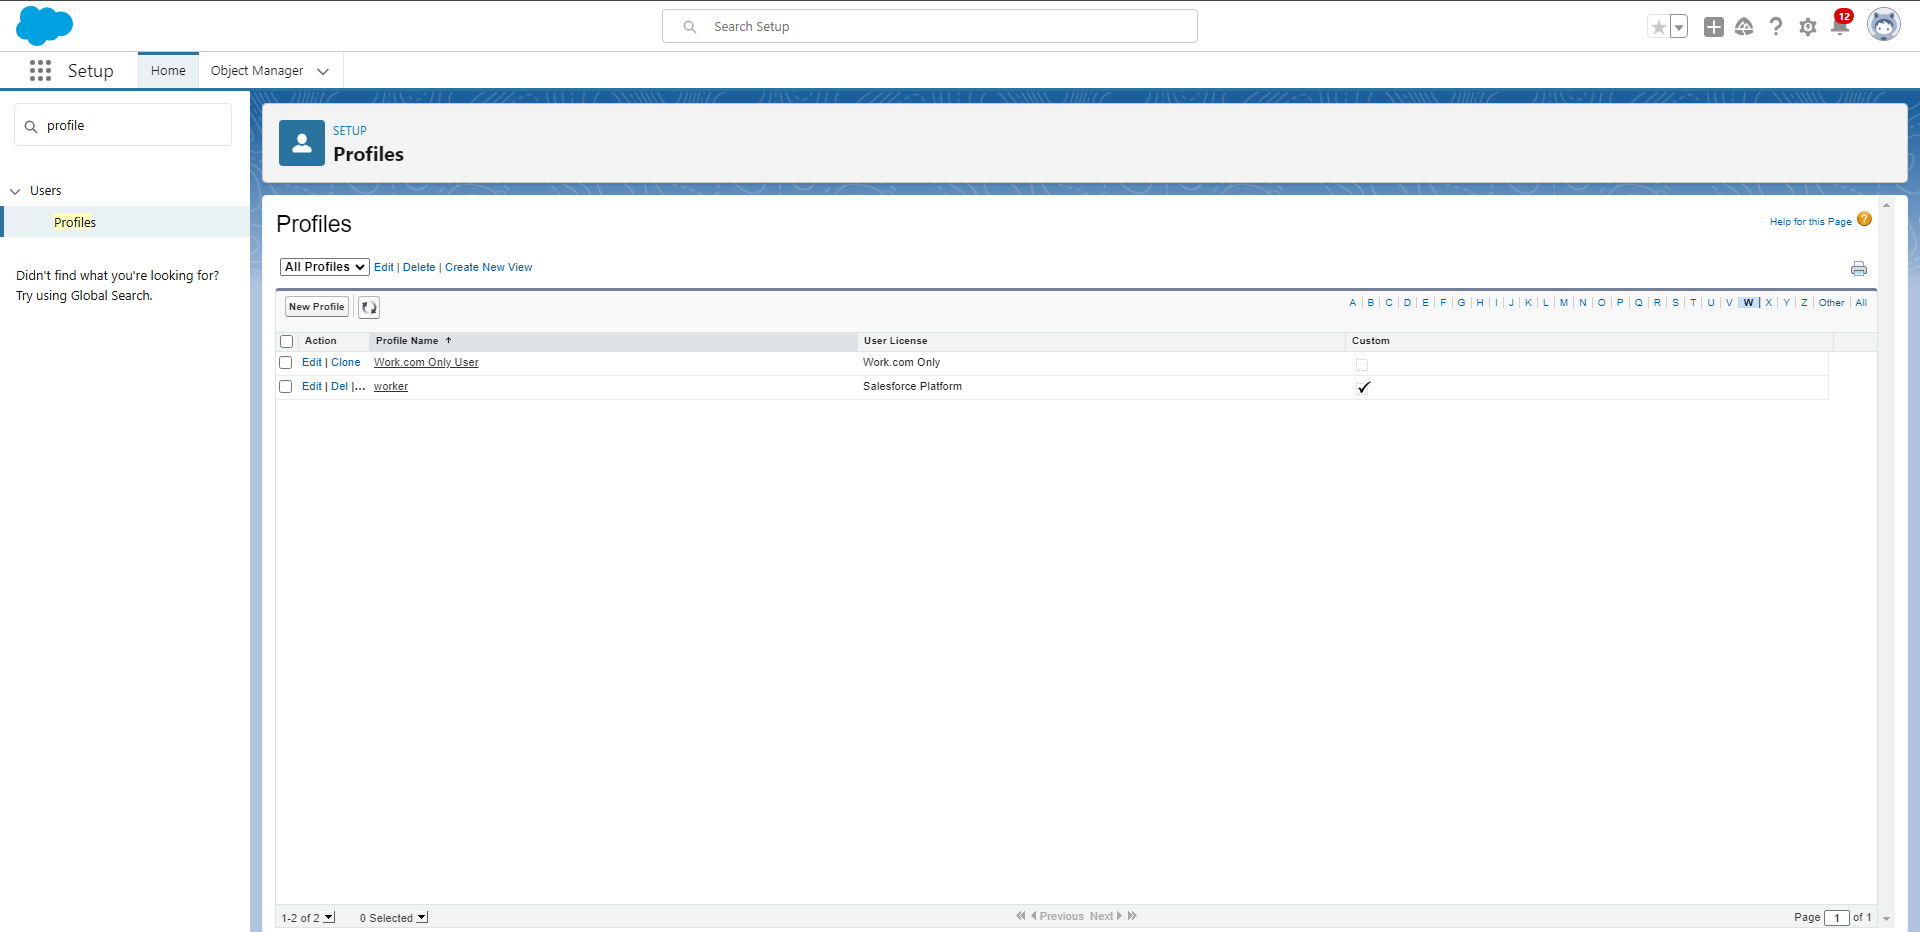 Search Setup
12
Setup
Home
Object Manager
profile
Users
Profiles
Didn't find what you're looking for?
Try using Global Search.
SETUP
Profiles
Profiles
Help for this Page ?
All Profiles Edit | Delete | Create New View
New Profile
A | B | C | D | E | F | G | H | I | J | K | L | M | N | O | P | Q | R | S | T | U | V | W | X | Y | Z | Other | All
Action Profile Name ↑ User License Custom
Edit | Clone Work.com Only User Work.com Only
Edit | Del |... worker Salesforce Platform
1-2 of 2 0 Selected Previous Next Page 1 of 1